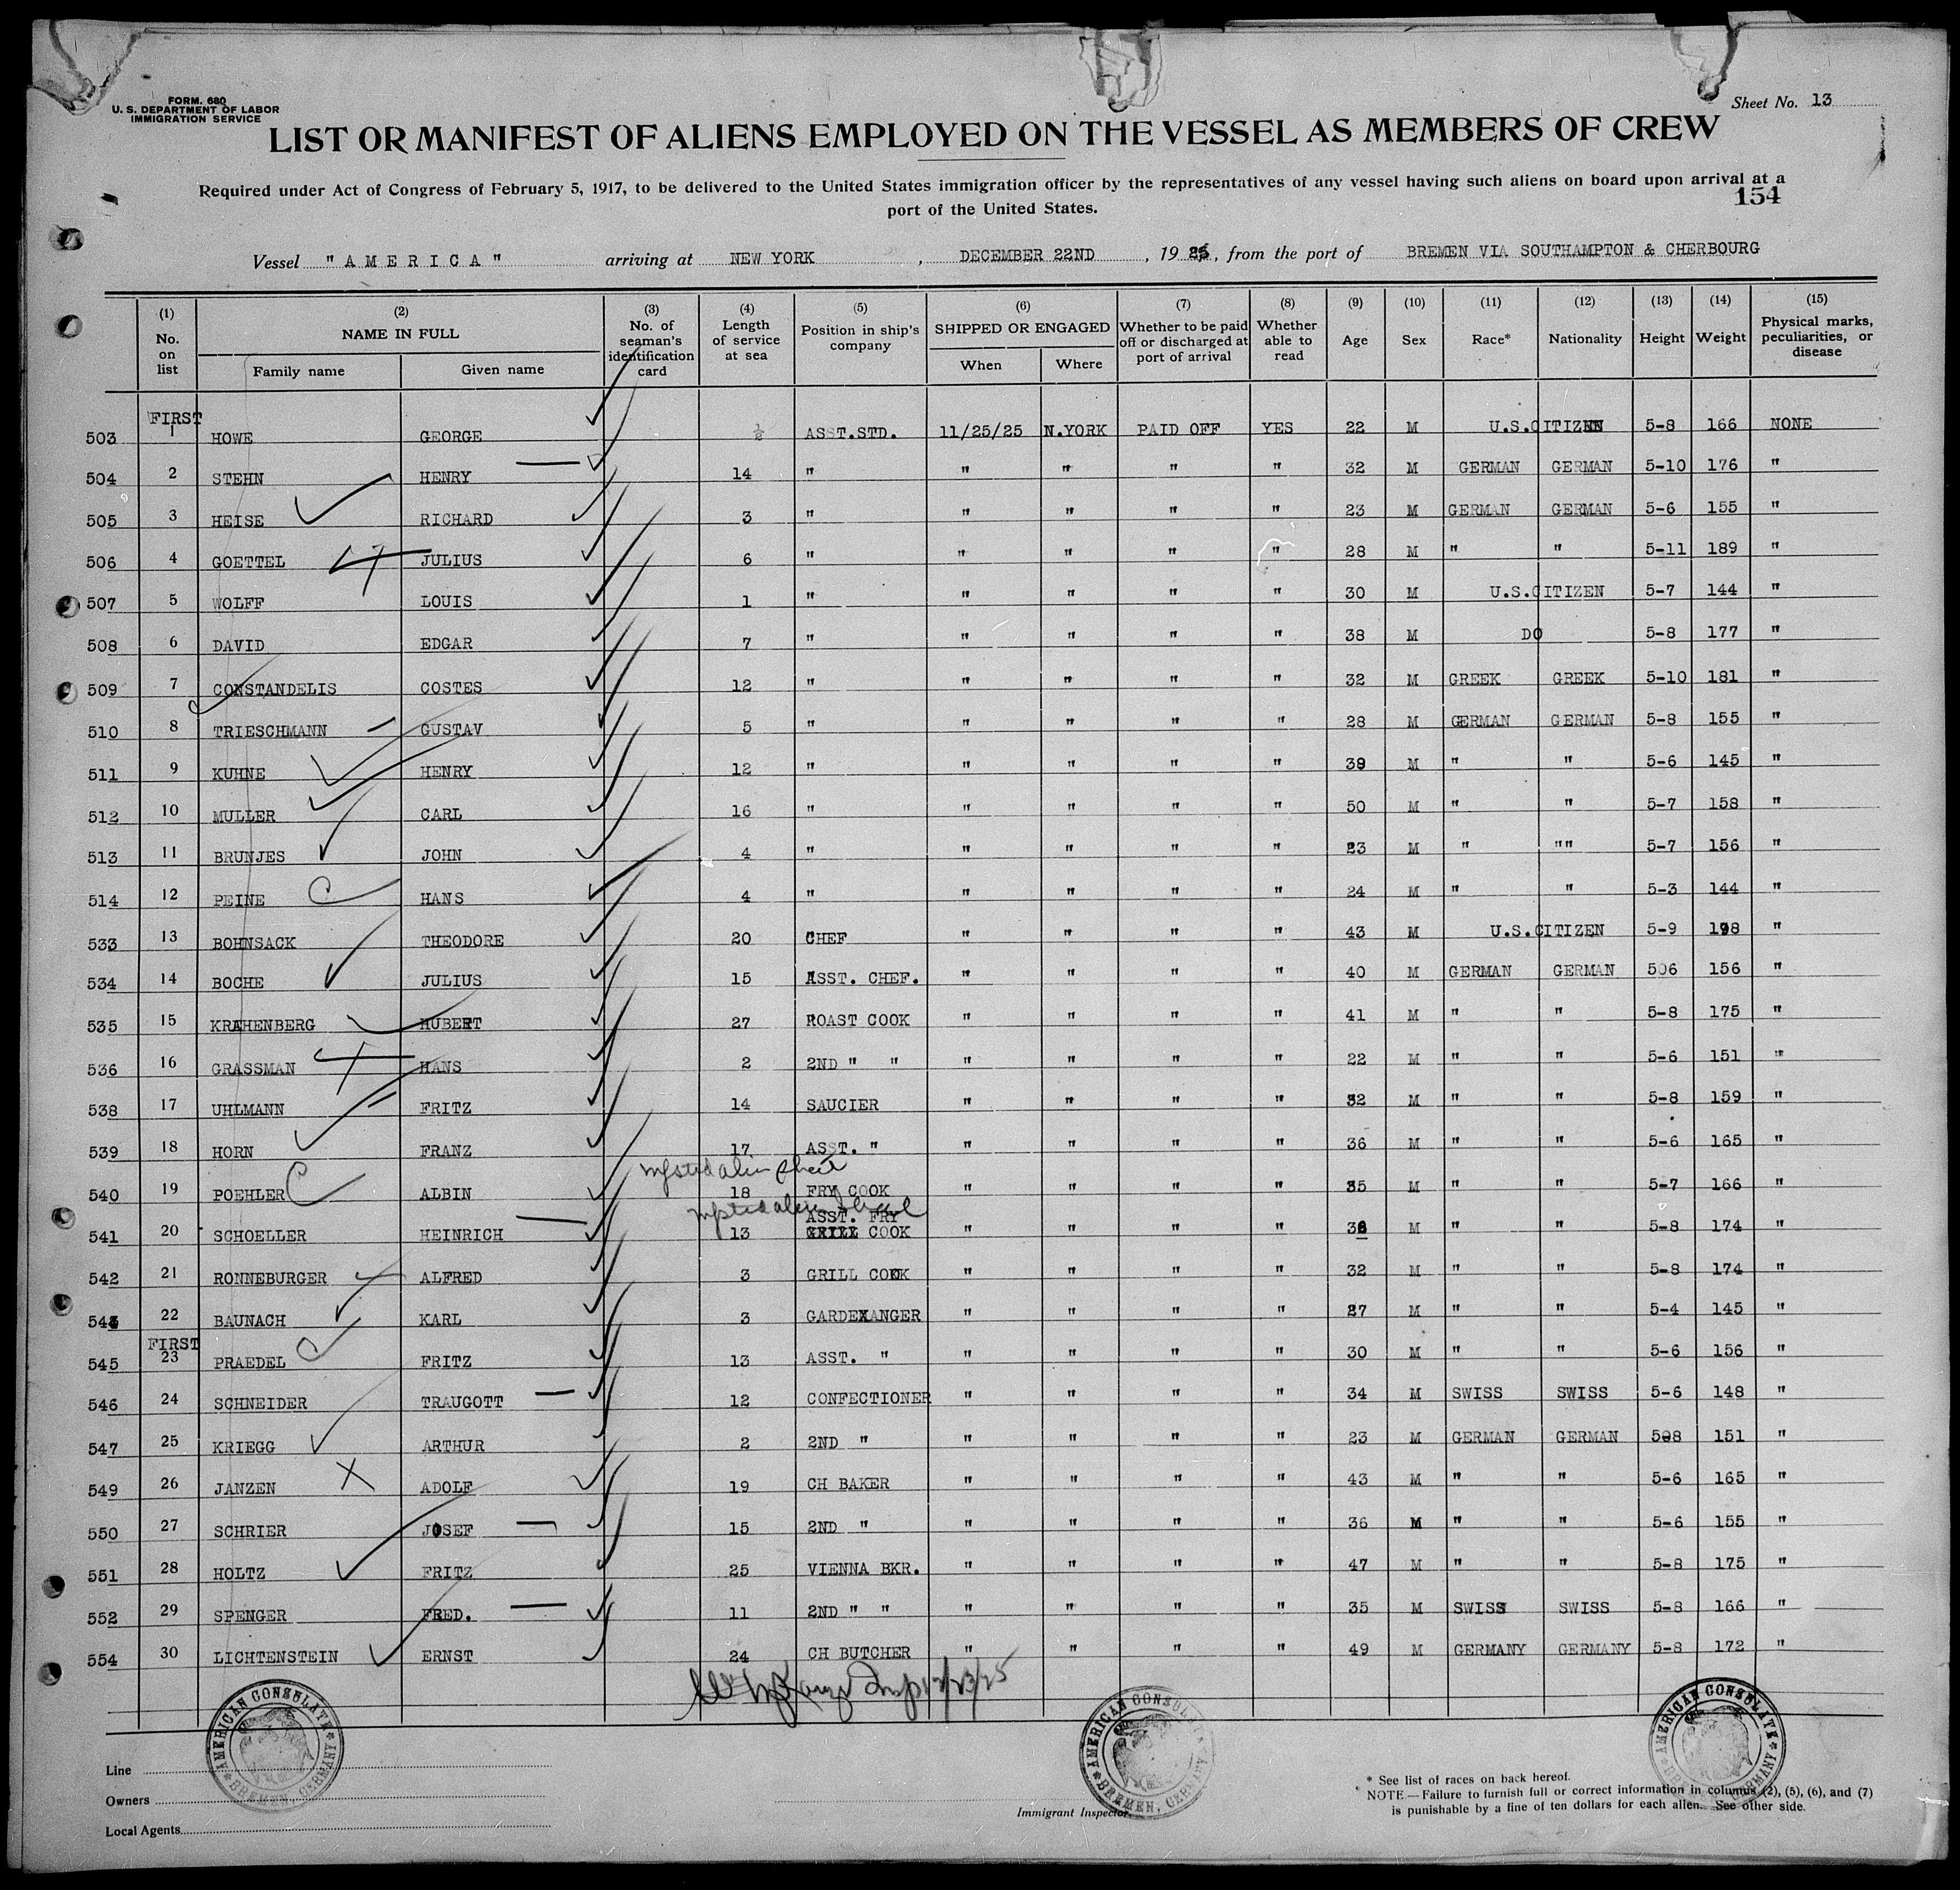 FORM. 680
U. S. DEPARTMENT OF LABOR
IMMIGRATION SERVICE
Sheet No. 13
LIST OR MANIFEST OF ALIENS EMPLOYED ON THE VESSEL AS MEMBERS OF CREW
Required under Act of Congress of February 5, 1917, to be delivered to the United States immigration officer by the representatives of any vessel having such aliens on board upon arrival at a
port of the United States.
154
Vessel "AMERICA" arriving at NEW YORK, DECEMBER 22ND, 1925, from the port of BREMEN VIA SOUTHAMPTON & CHERBOURG
(1) No. on list (2) NAME IN FULL Family name Given name (3) No. of seaman's identification card (4) Length of service at sea (5) Position in ship's company (6) SHIPPED OR ENGAGED When Where (7) Whether to be paid off or discharged at port of arrival (8) Whether able to read (9) Age (10) Sex (11) Race* (12) Nationality (13) Height (14) Weight (15) Physical marks, peculiarities, or disease
FIRST
503 1 HOWE GEORGE ½ ASST.STD. 11/25/25 N.YORK PAID OFF YES 22 M U.S.CITIZEN 5-8 166 NONE
504 2 STEHN HENRY 14 " " " " " 32 M GERMAN GERMAN 5-10 176 "
505 3 HEISE RICHARD 3 " " " " " 23 M GERMAN GERMAN 5-6 155 "
506 4 GOETTEL JULIUS 6 " " " " " 28 M " " 5-11 189 "
507 5 WOLFF LOUIS 1 " " " " " 30 M U.S.CITIZEN 5-7 144 "
508 6 DAVID EDGAR 7 " " " " " 38 M DO 5-8 177 "
509 7 CONSTANDELIS COSTES 12 " " " " " 32 M GREEK GREEK 5-10 181 "
510 8 TRIESCHMANN GUSTAV 5 " " " " " 28 M GERMAN GERMAN 5-8 155 "
511 9 KUHNE HENRY 12 " " " " " 39 M " " 5-6 145 "
512 10 MULLER CARL 16 " " " " " 50 M " " 5-7 158 "
513 11 BRUNJES JOHN 4 " " " " " 23 M " "" 5-7 156 "
514 12 PEINE HANS 4 " " " " " 24 M " " 5-3 144 "
533 13 BOHNSACK THEODORE 20 CHEF " " " " 43 M U.S.CITIZEN 5-9 198 "
534 14 BOCHE JULIUS 15 ASST. CHEF. " " " " 40 M GERMAN GERMAN 506 156 "
535 15 KRAHENBERG HUBERT 27 ROAST COOK " " " " 41 M " " 5-8 175 "
536 16 GRASSMAN HANS 2 2ND " " " " " " 22 M " " 5-6 151 "
538 17 UHLMANN FRITZ 14 SAUCIER " " " " 32 M " " 5-8 159 "
539 18 HORN FRANZ 17 ASST. " " " " " 36 M " " 5-6 165 "
540 19 POEHLER ALBIN 18 FRY COOK " " " " 35 M " " 5-7 166 "
ASST. FRY
541 20 SCHOELLER HEINRICH 13 GRILL COOK " " " " 36 M " " 5-8 174 "
542 21 RONNEBURGER ALFRED 3 GRILL COOK " " " " 32 M " " 5-8 174 "
22 BAUNACH KARL 3 GARDEXANGER " " " " 27 M " " 5-4 145 "
FIRST
545 23 PRAEDEL FRITZ 13 ASST. " " " " " 30 M " " 5-6 156 "
546 24 SCHNEIDER TRAUGOTT 12 CONFECTIONER " " " " 34 M SWISS SWISS 5-6 148 "
547 25 KRIEGG ARTHUR 2 2ND " " " " " 23 M GERMAN GERMAN 508 151 "
549 26 JANZEN ADOLF 19 CH BAKER " " " " 43 M " " 5-6 165 "
550 27 SCHRIER JOSEF 15 2ND " " " " " 36 M " " 5-6 155 "
551 28 HOLTZ FRITZ 25 VIENNA BKR. " " " " 47 M " " 5-8 175 "
552 29 SPENGER FRED. 11 2ND " " " " " " 35 M SWISS SWISS 5-8 166 "
554 30 LICHTENSTEIN ERNST 24 CH BUTCHER " " " " 49 M GERMANY GERMANY 5-8 172 "
12/23/25
AMERICAN CONSULATE BREMEN, GERMANY
AMERICAN CONSULATE BREMEN, GERMANY
AMERICAN CONSULATE GERMANY
Line
Owners
Local Agents
Immigrant Inspector.
* See list of races on back hereof.
NOTE—Failure to furnish full or correct information in columns (2), (5), (6), and (7)
is punishable by a fine of ten dollars for each alien. See other side.